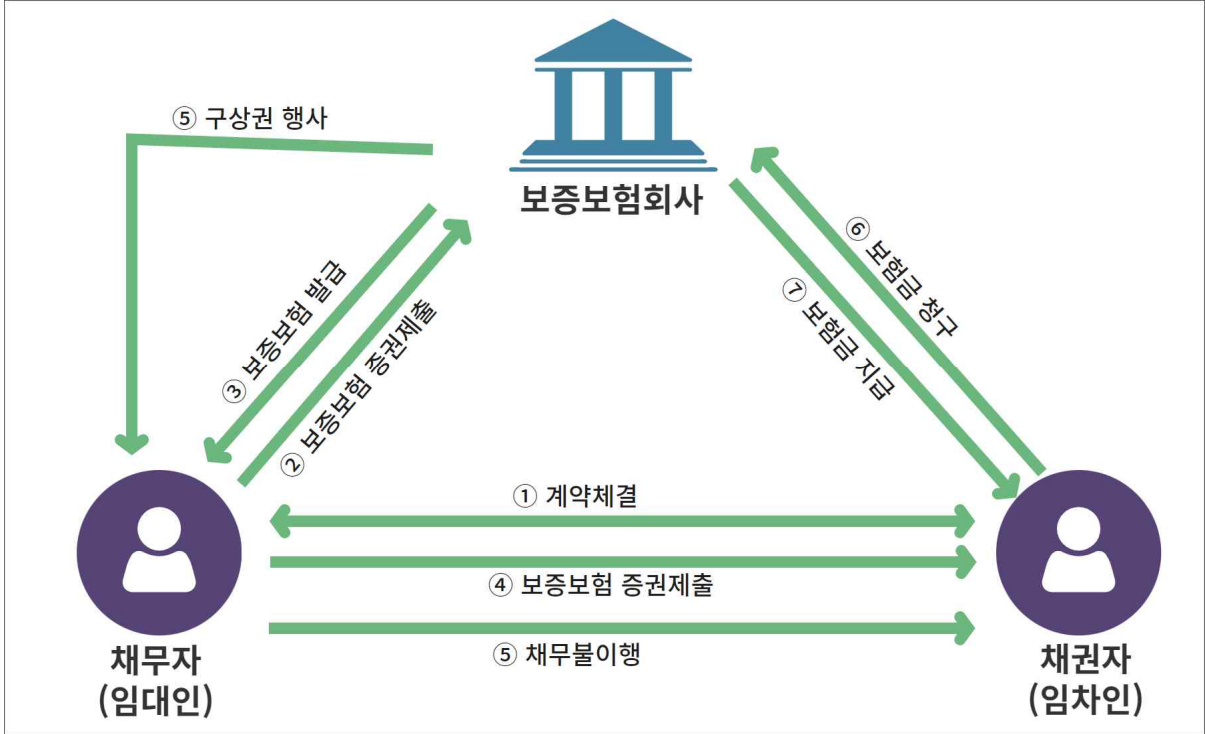 ⑤ 구상권 행사
보증보험회사
⑥ 보험금 청구
⑦ 보험금 지급
③ 보증보험 발급
② 보증보험 증권제출
① 계약체결
④ 보증보험 증권제출
⑤ 채무불이행
채무자
(임대인)
채권자
(임차인)